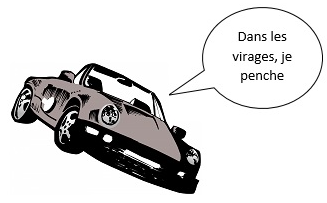 Dans les
virages, je
penche